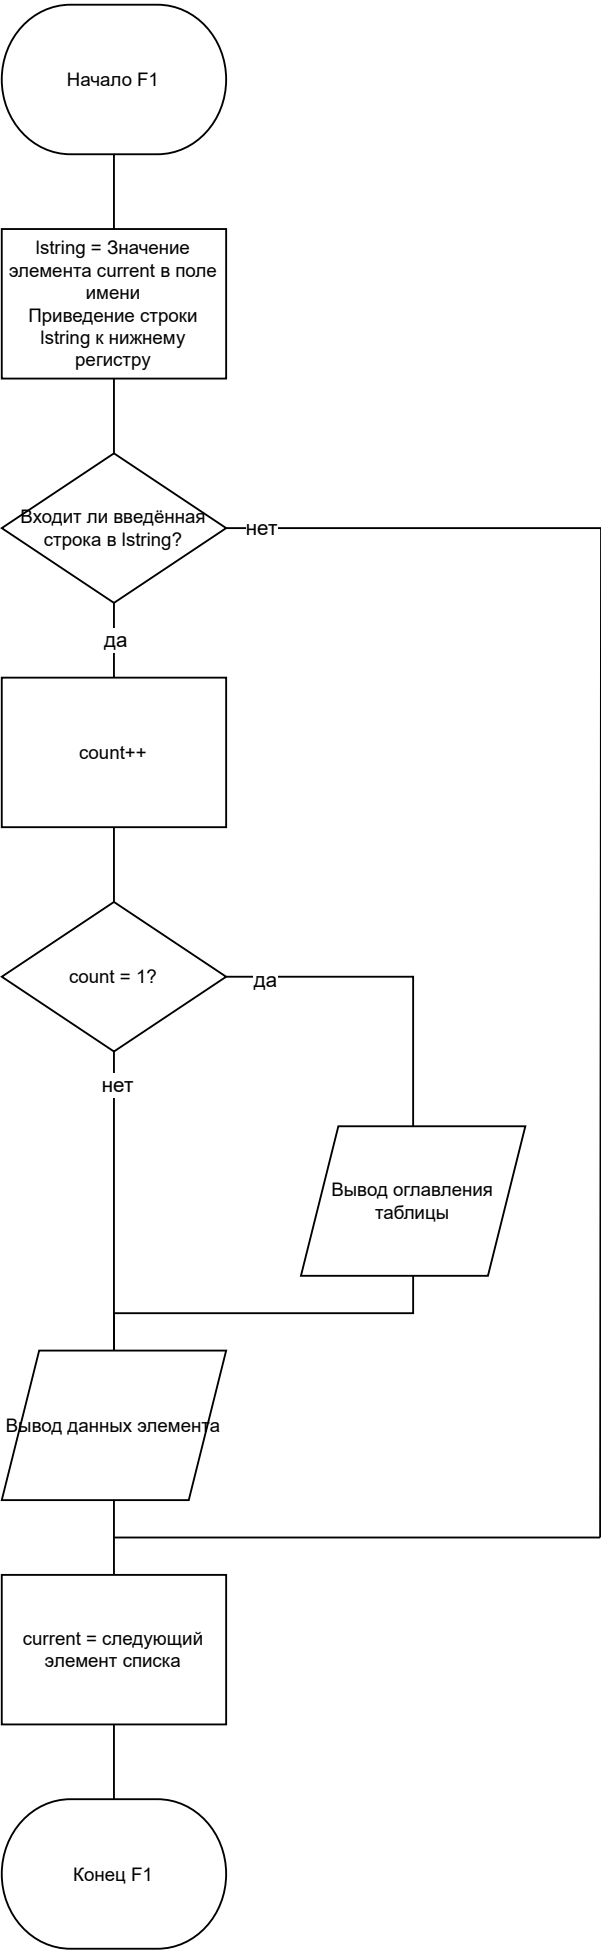 Начало F1
lstring = Значение
элемента current в поле
имени
Приведение строки
lstring к нижнему
регистру
Входит ли введённая
строка в lstring?
нет
да
count++
count = 1?
да
нет
Вывод оглавления
таблицы
Вывод данных элемента
current = следующий
элемент списка
Конец F1